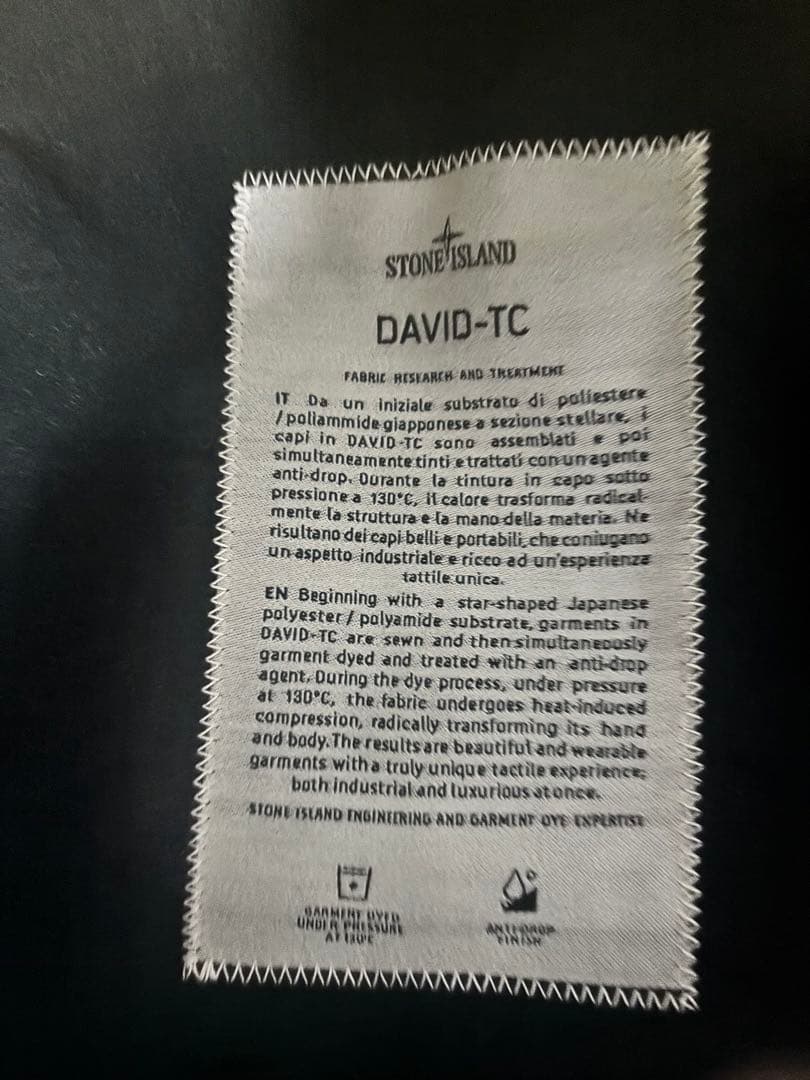 STONE ISLAND
DAVID-TC
FABRIC RESEARCH AND TREATMENT
IT Da un iniziale substrato di poliestere
/poliammide giapponese a sezione stellare, i
capi in DAVID-TC sono assemblati e poi
simultaneamente tinti e trattati con un agente
anti-drop. Durante la tintura in capo sotto
pressione a 130°C, il calore trasforma radical-
mente la struttura e la mano della materia. Ne
risultano dei capi belli e portabili, che coniugano
un aspetto industriale e ricco ad un'esperienza
tattile unica.
EN Beginning with a star-shaped Japanese
polyester / polyamide substrate, garments in
DAVID-TC are sewn and then simultaneously
garment dyed and treated with an anti-drop
agent. During the dye process, under pressure
at 130°C, the fabric undergoes heat-induced
compression, radically transforming its hand
and body. The results are beautiful and wearable
garments with a truly unique tactile experience;
both industrial and luxurious at once.
STONE ISLAND ENGINEERING AND GARMENT DYE EXPERTISE
GARMENT DYED
UNDER PRESSURE
AT 130°C
ANTI-DROP
FINISH